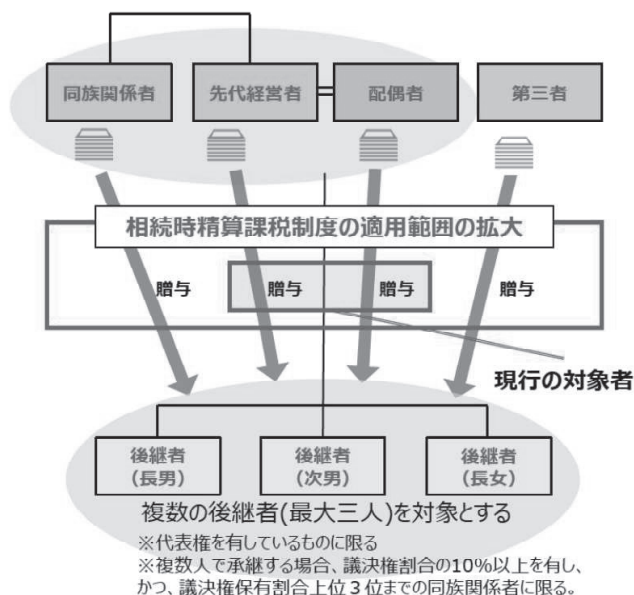 同族関係者 先代経営者 配偶者 第三者
相続時精算課税制度の適用範囲の拡大
贈与 贈与 贈与 贈与
現行の対象者
後継者 後継者 後継者
(長男) (次男) (長女)
複数の後継者(最大三人)を対象とする
※代表権を有しているものに限る
※複数人で承継する場合、議決権割合の10%以上を有し、
かつ、議決権保有割合上位3位までの同族関係者に限る。